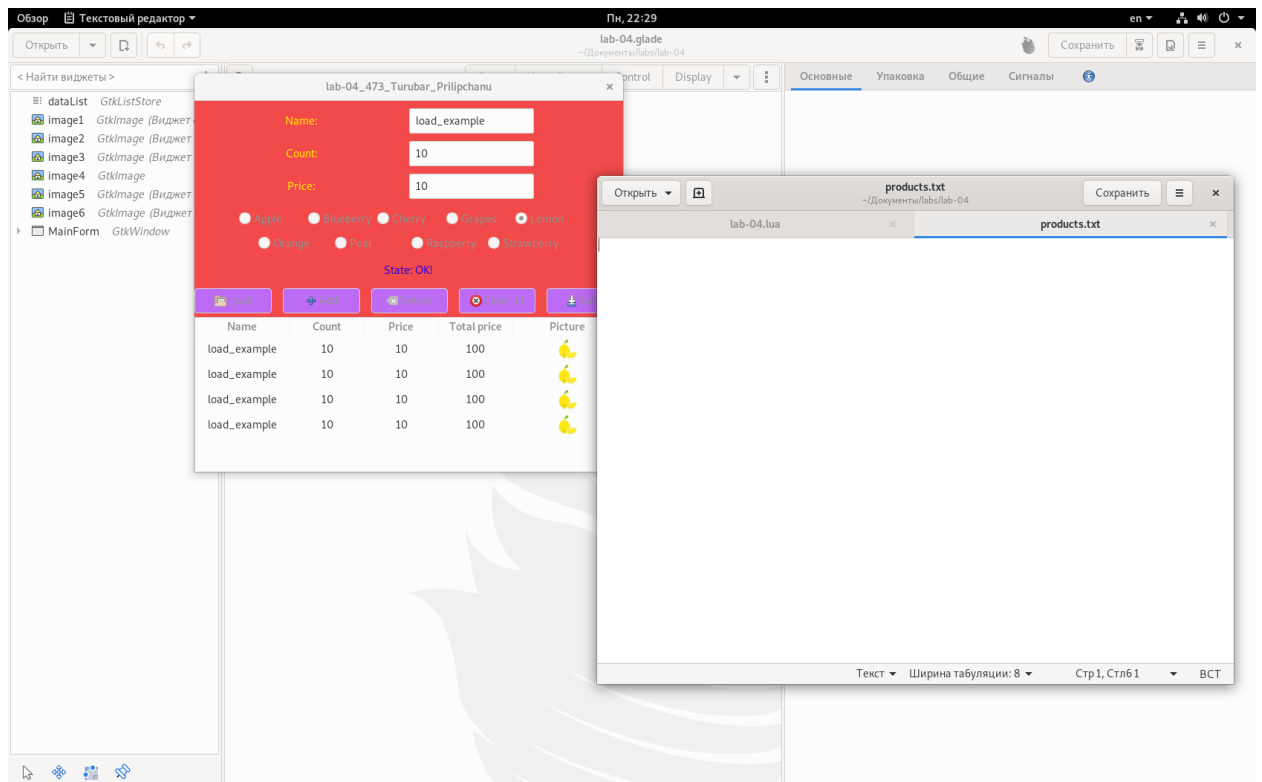 Обзор Текстовый редактор Пн, 22:29 en
Открыть lab-04.glade Сохранить
~/Документы/labs/lab-04
< Найти виджеты > Display Основные Упаковка Общие Сигналы
dataList GtkListStore
image1 GtkImage (Виджет
image2 GtkImage (Виджет
image3 GtkImage (Виджет
image4 GtkImage
image5 GtkImage (Виджет
image6 GtkImage (Виджет
MainForm GtkWindow
lab-04_473_Turubar_Prilipchanu
Name: load_example
Count: 10
Price: 10
Apple Blueberry Cherry Grapes Lemon
Orange Pear Raspberry Strawberry
State: OK!
Name Count Price Total price Picture
load_example 10 10 100
load_example 10 10 100
load_example 10 10 100
load_example 10 10 100
Открыть products.txt Сохранить
~/Документы/labs/lab-04
lab-04.lua products.txt
Текст Ширина табуляции: 8 Стр 1, Стлб 1 ВСТ